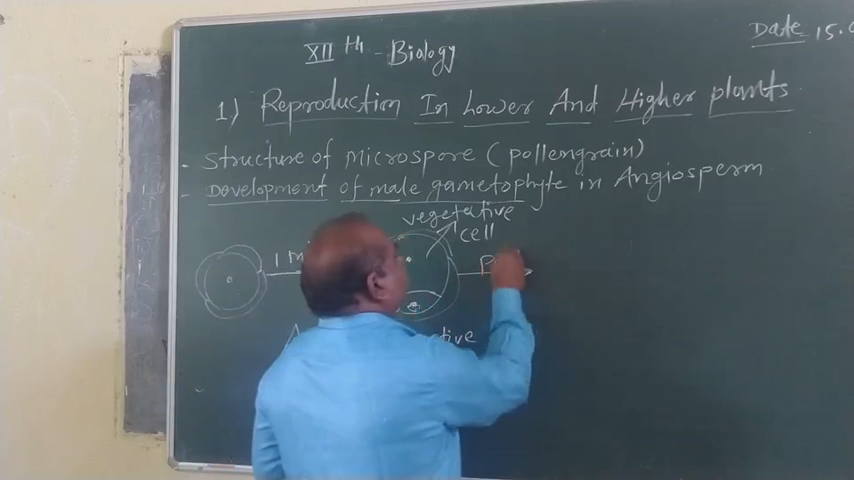 XII th - Biology
Date 15.
1) Reproduction In Lower And Higher plants
- Structure of Microspore (pollengrain)
- Development of male gametophyte in Angiosperm
vegetative
cell
1